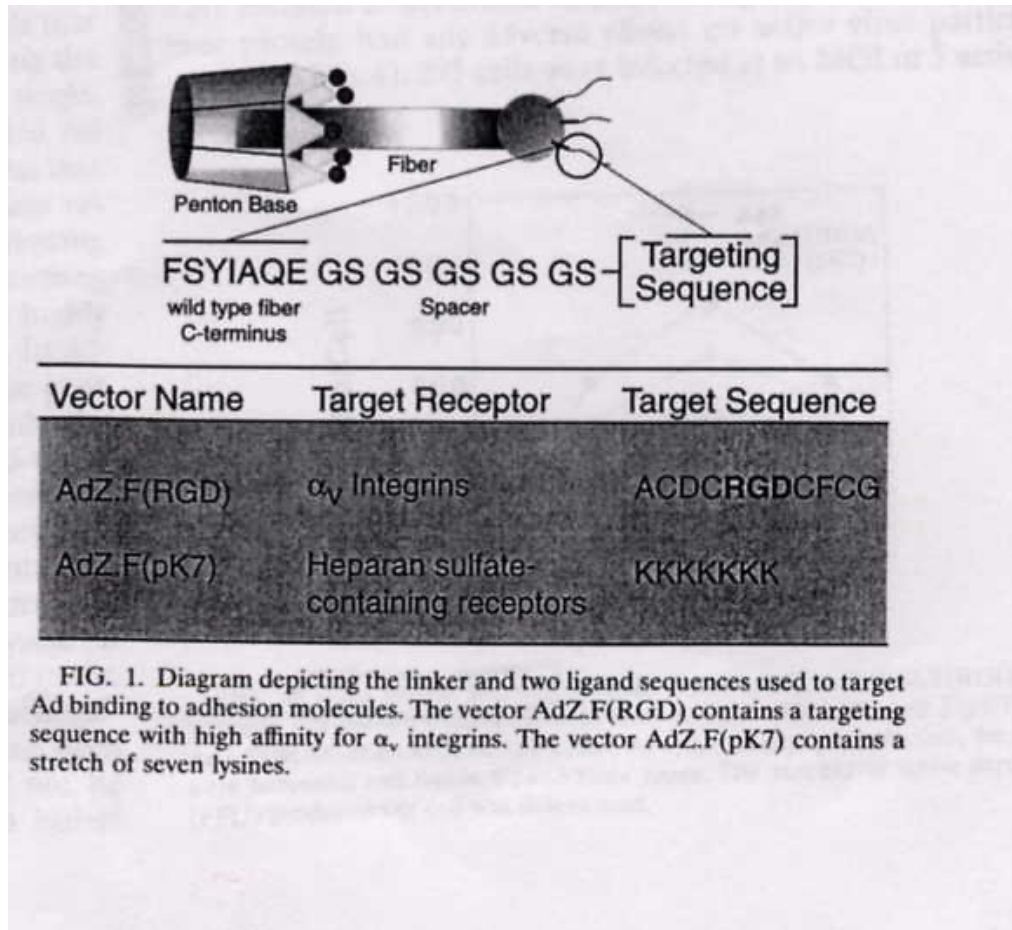 Fiber
Penton Base
FSYIAQE GS GS GS GS GS-[Targeting Sequence]
wild type fiber C-terminus
Spacer
Vector Name Target Receptor Target Sequence
AdZ.F(RGD) αv Integrins ACDCRGDCFCG
AdZ.F(pK7) Heparan sulfate-
containing receptors KKKKKKK
FIG. 1. Diagram depicting the linker and two ligand sequences used to target
Ad binding to adhesion molecules. The vector AdZ.F(RGD) contains a targeting
sequence with high affinity for αv integrins. The vector AdZ.F(pK7) contains a
stretch of seven lysines.